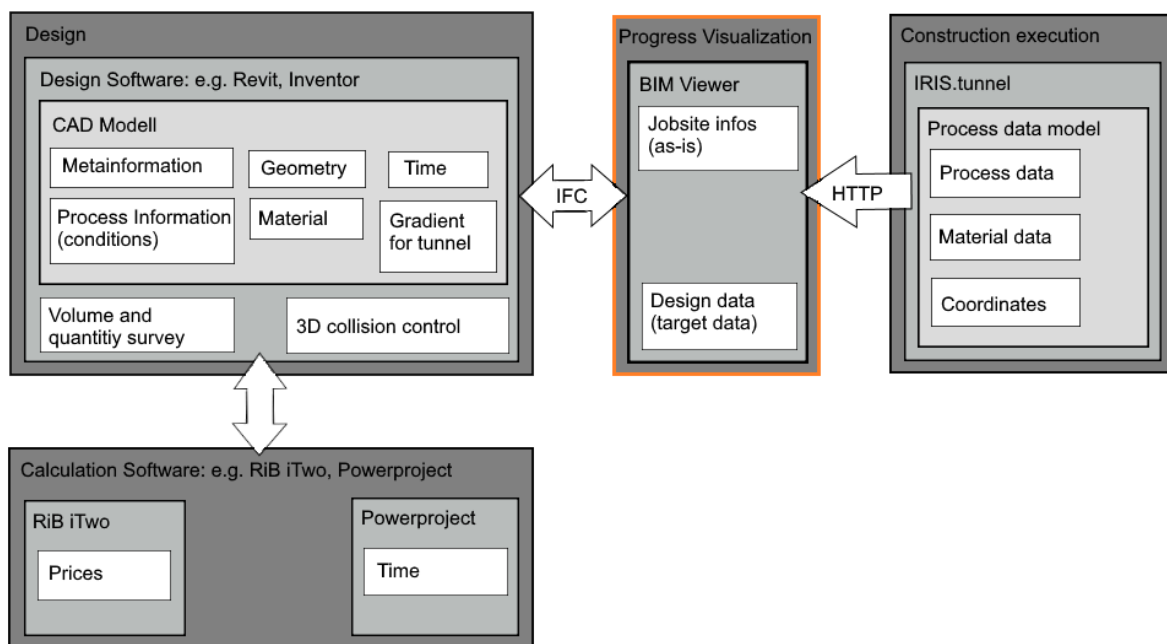 Design
Design Software: e.g. Revit, Inventor
CAD Modell
Metainformation
Geometry
Time
Process Information
(conditions)
Material
Gradient
for tunnel
Volume and
quantitiy survey
3D collision control
IFC
Progress Visualization
BIM Viewer
Jobsite infos
(as-is)
Design data
(target data)
HTTP
Construction execution
IRIS.tunnel
Process data model
Process data
Material data
Coordinates
Calculation Software: e.g. RiB iTwo, Powerproject
RiB iTwo
Prices
Powerproject
Time